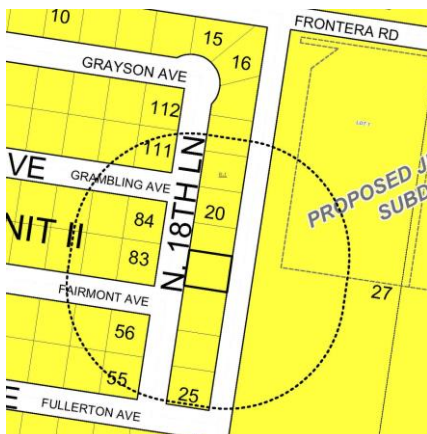 10
15
FRONTERA RD
16
GRAYSON AVE
112
111
VE
GRAMBLING AVE
N. 18TH LN
84
20
PROPOSED J
SUBD
NIT II
83
27
FAIRMONT AVE
56
55
25
E
FULLERTON AVE